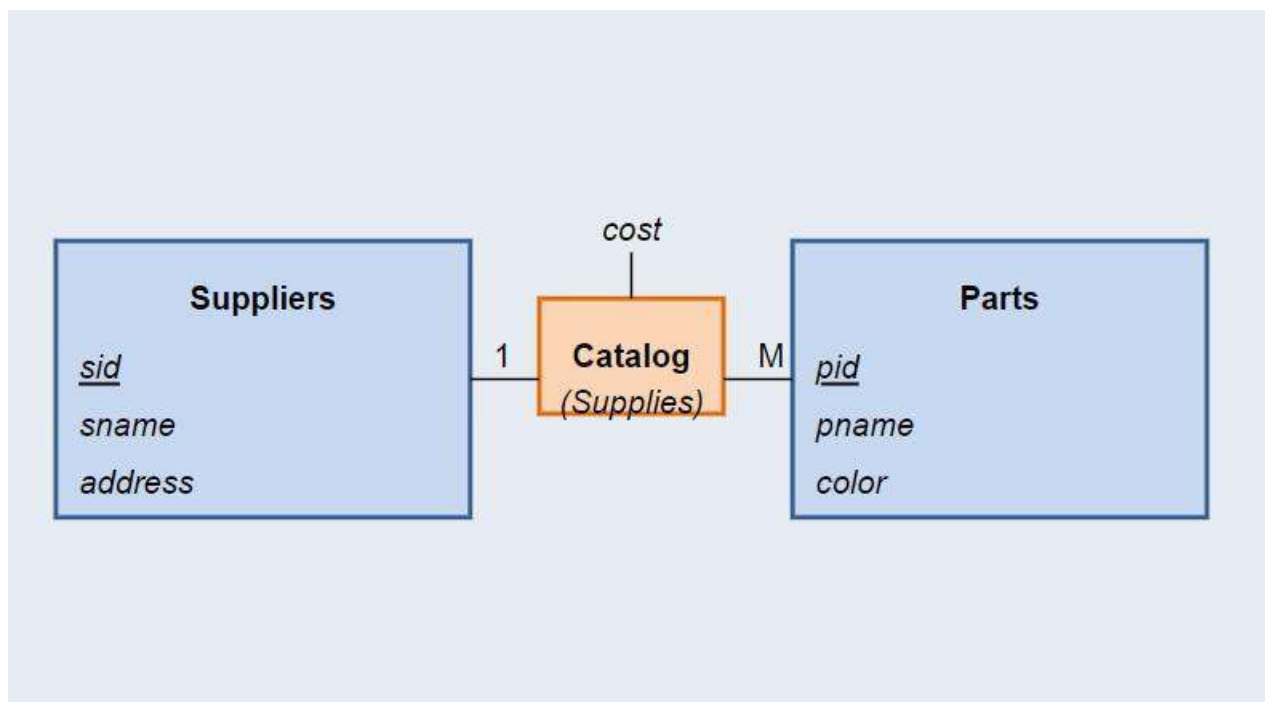 cost
Suppliers
sid
sname
address
1
Catalog
(Supplies)
M
Parts
pid
pname
color